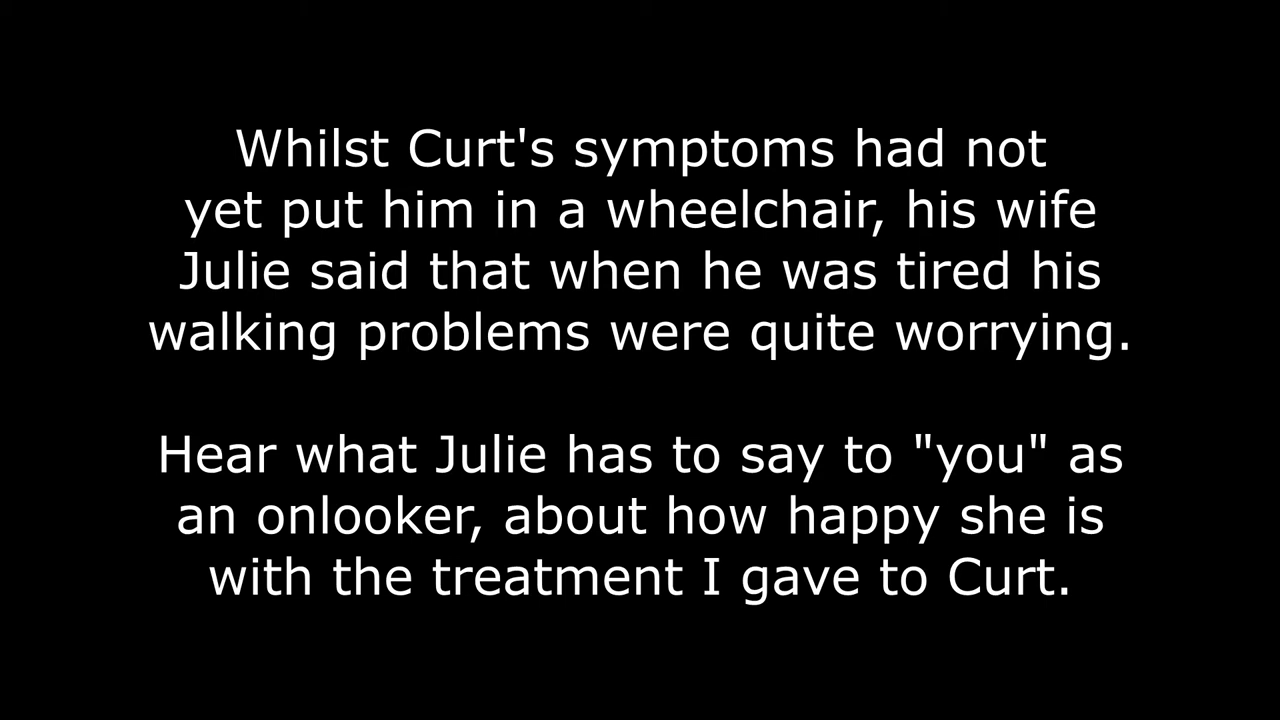 Whilst Curt's symptoms had not
yet put him in a wheelchair, his wife
Julie said that when he was tired his
walking problems were quite worrying.
Hear what Julie has to say to "you" as
an onlooker, about how happy she is
with the treatment I gave to Curt.